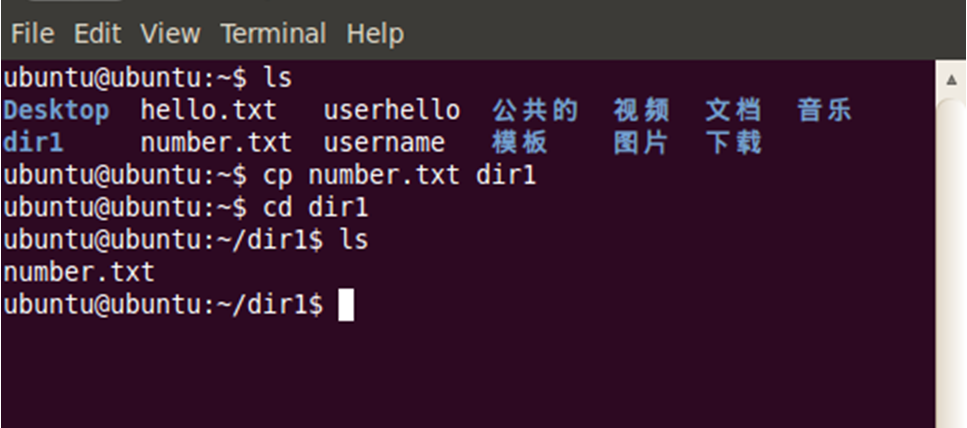 File Edit View Terminal Help
ubuntu@ubuntu:~$ ls
Desktop hello.txt userhello 公共的 视频 文档 音乐
dir1 number.txt username 模板 图片 下载
ubuntu@ubuntu:~$ cp number.txt dir1
ubuntu@ubuntu:~$ cd dir1
ubuntu@ubuntu:~/dir1$ ls
number.txt
ubuntu@ubuntu:~/dir1$